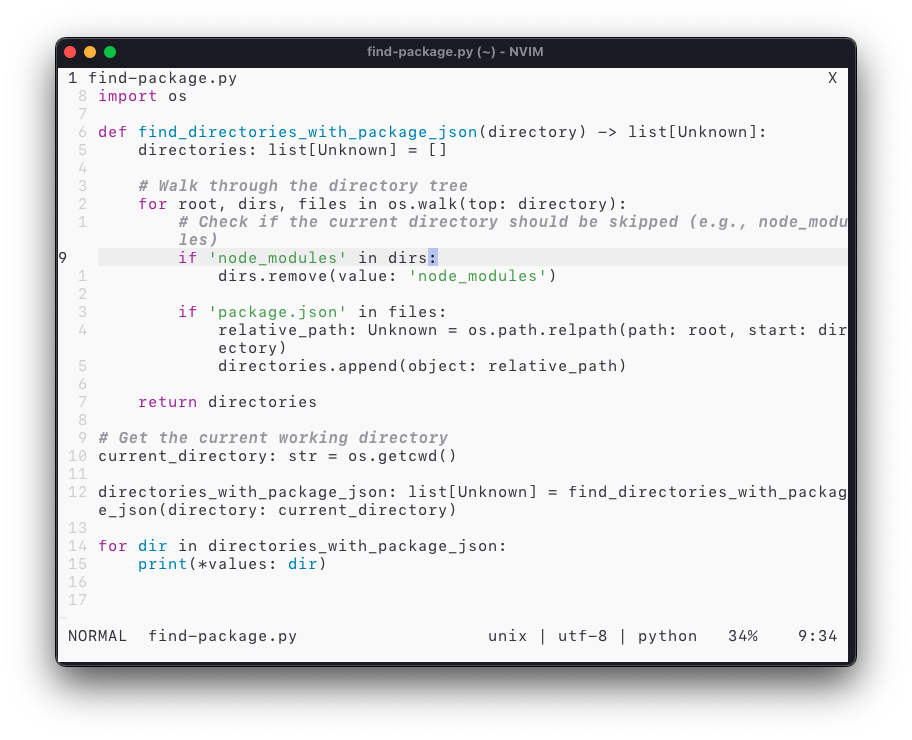 find-package.py (~) - NVIM
1 find-package.py X
8 import os
7
6 def find_directories_with_package_json(directory) -> list[Unknown]:
5     directories: list[Unknown] = []
4
3     # Walk through the directory tree
2     for root, dirs, files in os.walk(top: directory):
1         # Check if the current directory should be skipped (e.g., node_modu
les)
9         if 'node_modules' in dirs:
1             dirs.remove(value: 'node_modules')
2
3         if 'package.json' in files:
4             relative_path: Unknown = os.path.relpath(path: root, start: dir
ectory)
5             directories.append(object: relative_path)
6
7     return directories
8
9 # Get the current working directory
10 current_directory: str = os.getcwd()
11
12 directories_with_package_json: list[Unknown] = find_directories_with_packag
e_json(directory: current_directory)
13
14 for dir in directories_with_package_json:
15     print(*values: dir)
16
17
~
NORMAL find-package.py unix | utf-8 | python 34% 9:34